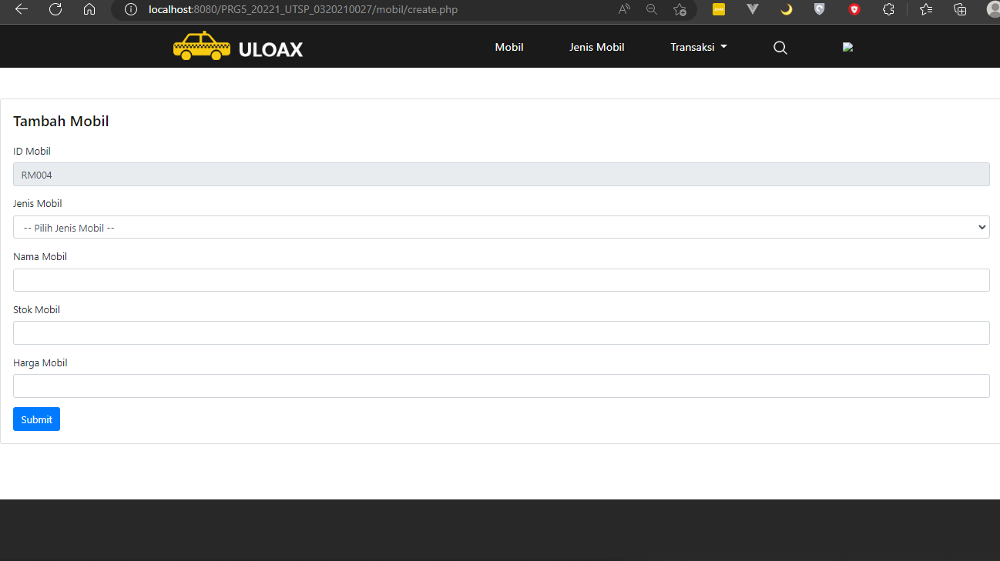 localhost:8080/PRG5_20221_UTSP_0320210027/mobil/create.php
ULOAX Mobil Jenis Mobil Transaksi
Tambah Mobil
ID Mobil
RM004
Jenis Mobil
-- Pilih Jenis Mobil --
Nama Mobil
Stok Mobil
Harga Mobil
Submit